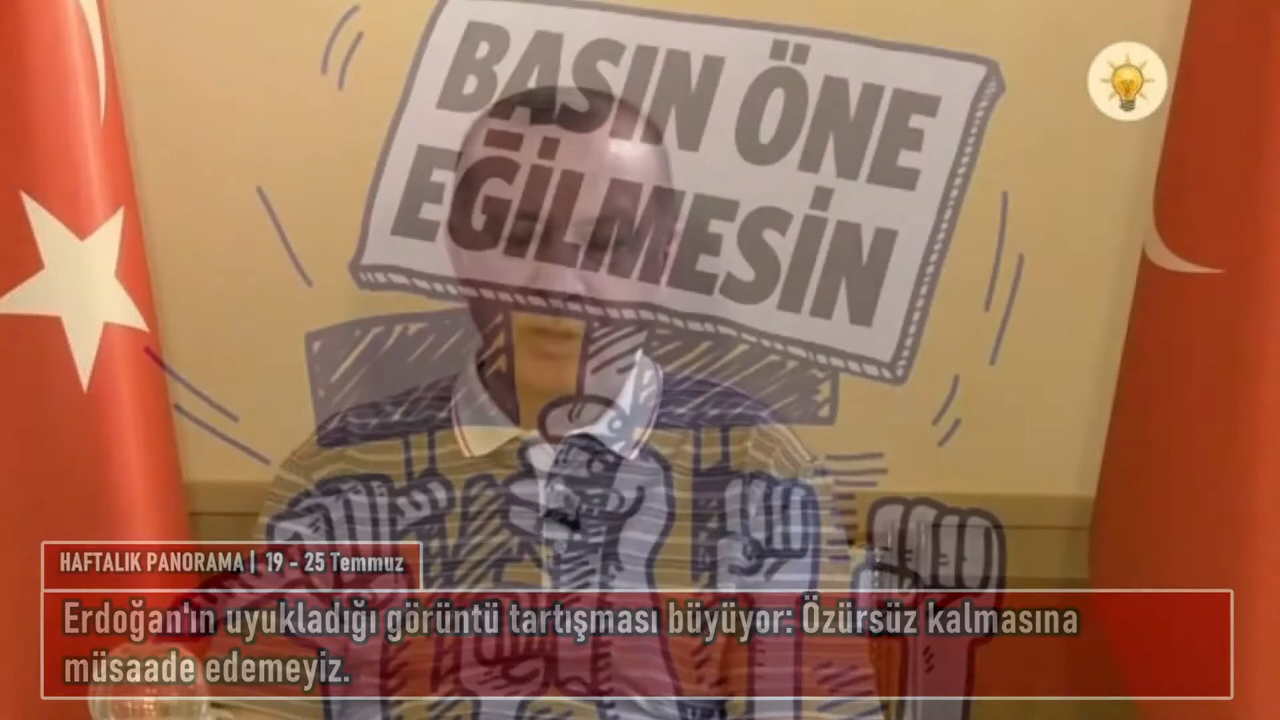 BASIN ÖNE
EĞİLMESİN
HAFTALIK PANORAMA | 19 - 25 Temmuz
Erdoğan'ın uyukladığı görüntü tartışması büyüyor: Özürsüz kalmasına
müsaade edemeyiz.